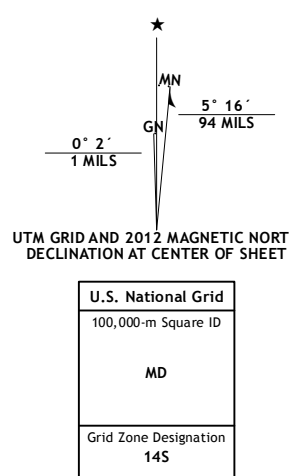 MN
5° 16´
94 MILS
GN
0° 2´
1 MILS
UTM GRID AND 2012 MAGNETIC NORT
DECLINATION AT CENTER OF SHEET
U.S. National Grid
100,000-m Square ID
MD
Grid Zone Designation
14S